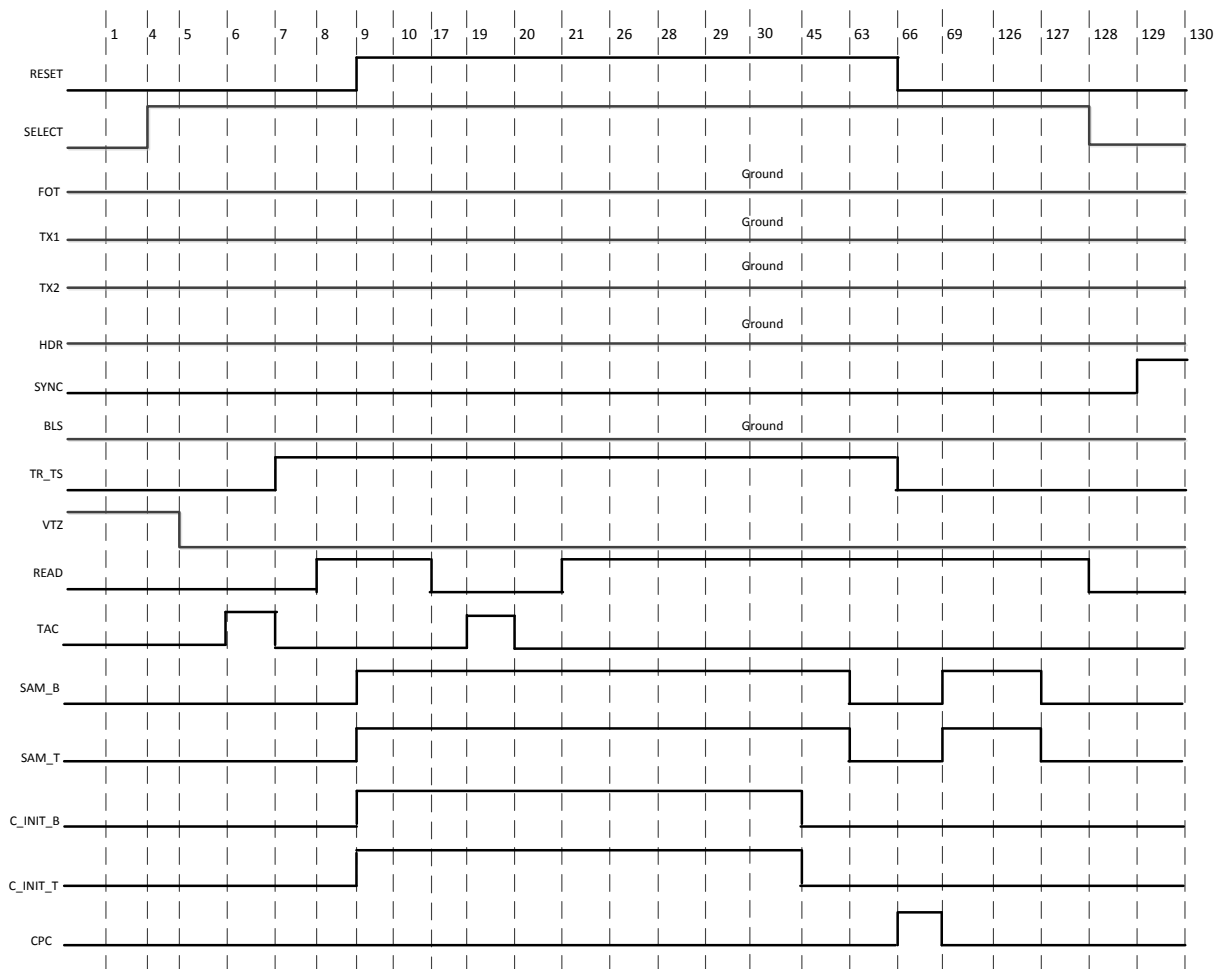 1 4 5 6 7 8 9 10 17 19 20 21 26 28 29 30 45 63 66 69 126 127 128 129 130
RESET
SELECT
Ground
FOT
Ground
TX1
Ground
TX2
Ground
HDR
SYNC
BLS Ground
TR_TS
VTZ
READ
TAC
SAM_B
SAM_T
C_INIT_B
C_INIT_T
CPC